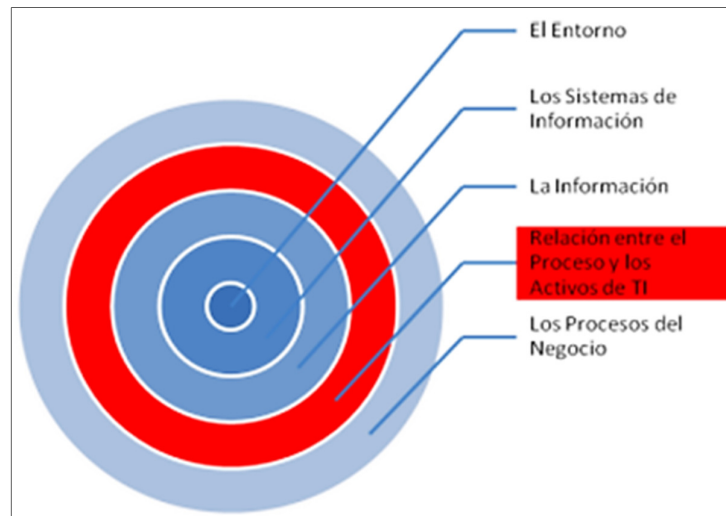 El Entorno
Los Sistemas de
Información
La Información
Relación entre el
Proceso y los
Activos de TI
Los Procesos del
Negocio